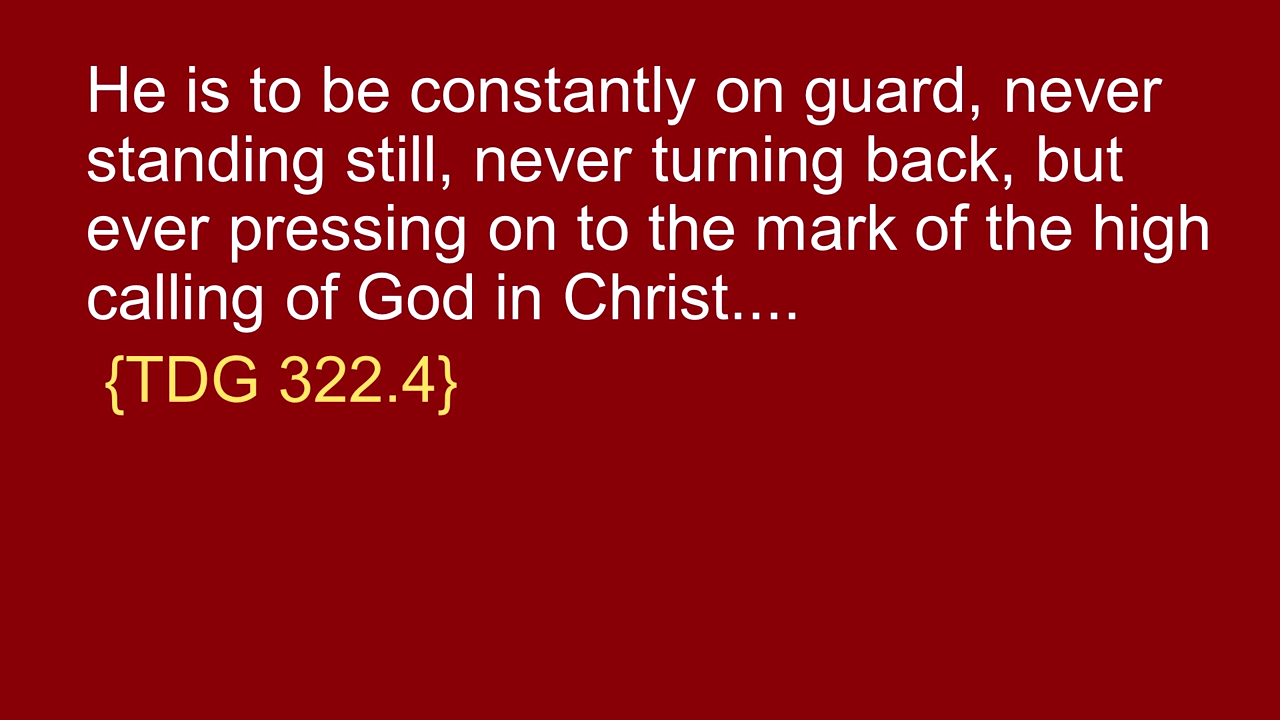 He is to be constantly on guard, never
standing still, never turning back, but
ever pressing on to the mark of the high
calling of God in Christ....
{TDG 322.4}